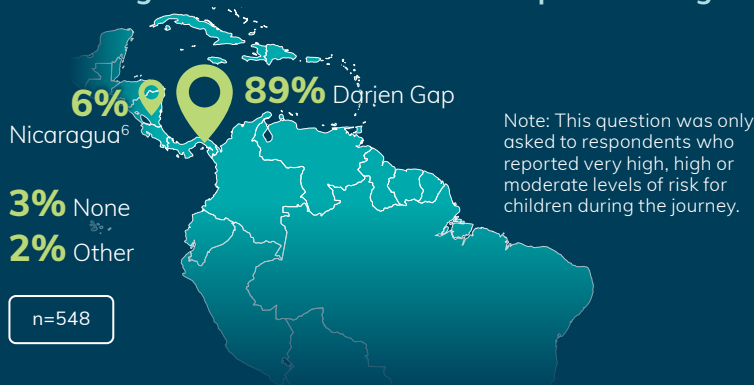 6%
Nicaragua⁶
89% Darien Gap
3% None
2% Other
n=548
Note: This question was only
asked to respondents who
reported very high, high or
moderate levels of risk for
children during the journey.